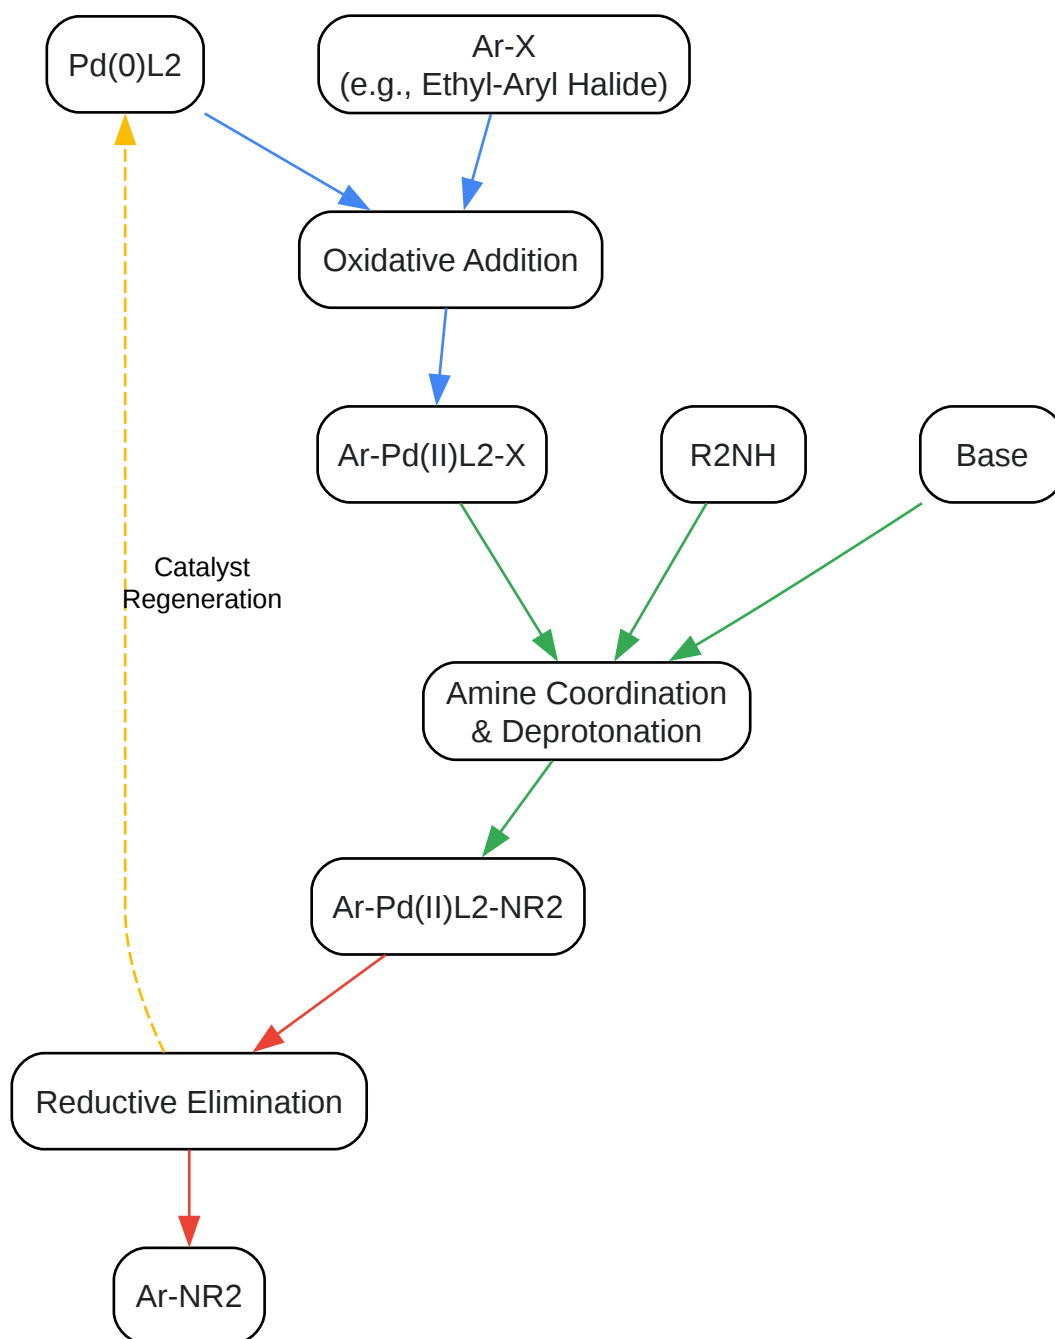 Pd(0)L2
Ar-X
(e.g., Ethyl-Aryl Halide)
Oxidative Addition
Ar-Pd(II)L2-X
R2NH
Base
Catalyst
Regeneration
Amine Coordination
& Deprotonation
Ar-Pd(II)L2-NR2
Reductive Elimination
Ar-NR2